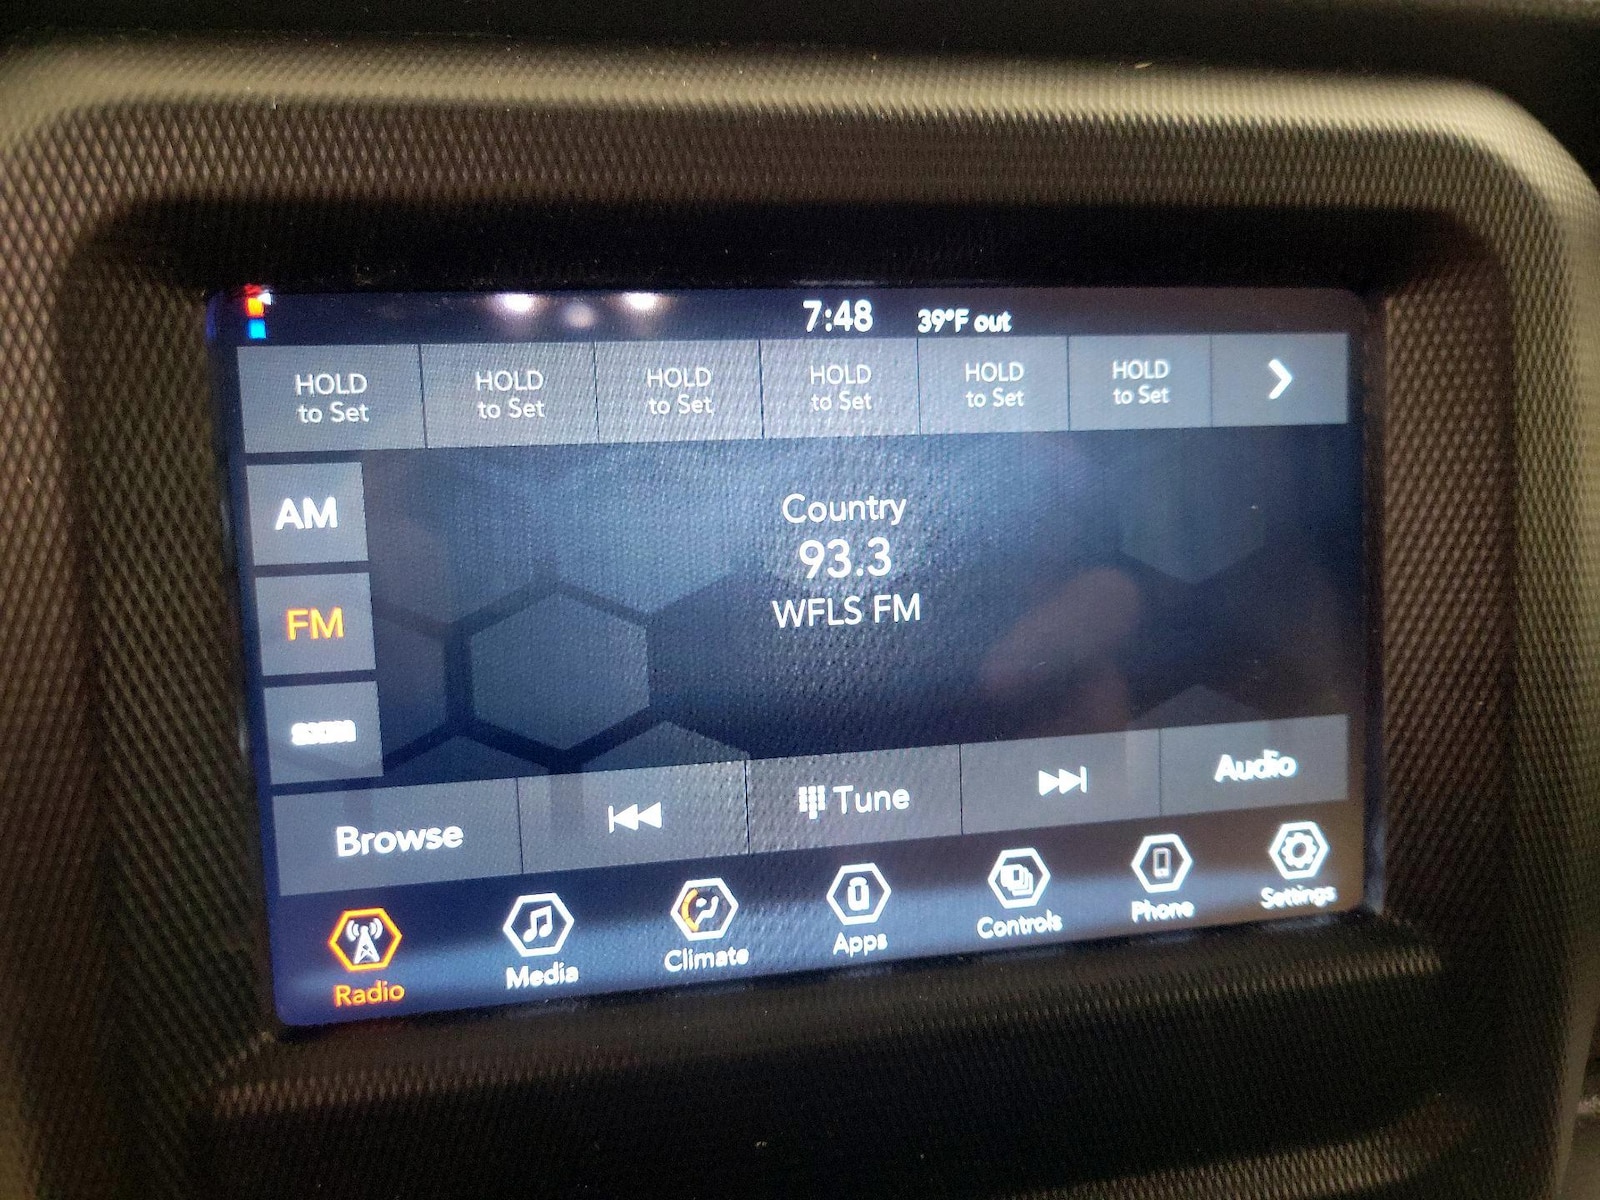 7:48 39°F out
HOLD to Set
HOLD to Set
HOLD to Set
HOLD to Set
HOLD to Set
HOLD to Set
AM
Country
93.3
WFLS FM
FM
Browse
Tune
Audio
Radio
Media
Climate
Apps
Controls
Phone
Settings